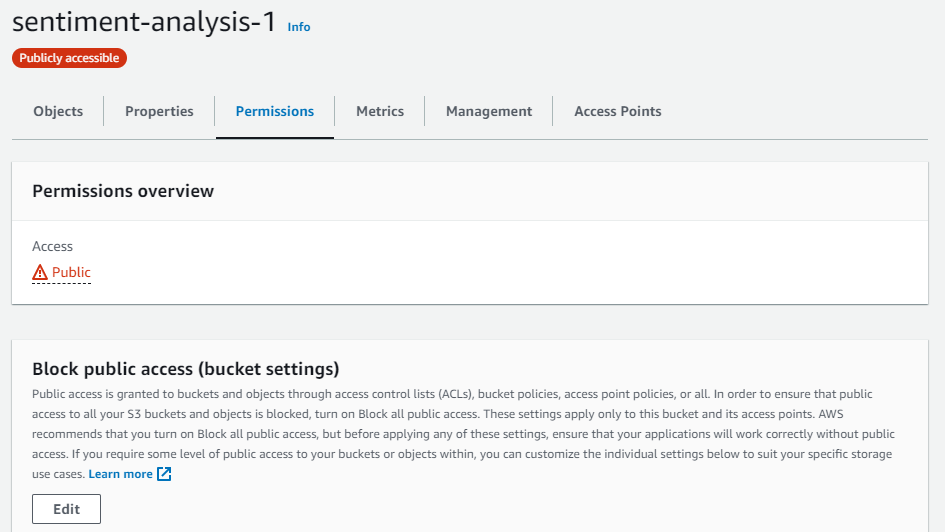 sentiment-analysis-1 Info
Publicly accessible
Objects Properties Permissions Metrics Management Access Points
Permissions overview
Access
Public
Block public access (bucket settings)
Public access is granted to buckets and objects through access control lists (ACLs), bucket policies, access point policies, or all. In order to ensure that public
access to all your S3 buckets and objects is blocked, turn on Block all public access. These settings apply only to this bucket and its access points. AWS
recommends that you turn on Block all public access, but before applying any of these settings, ensure that your applications will work correctly without public
access. If you require some level of public access to your buckets or objects within, you can customize the individual settings below to suit your specific storage
use cases. Learn more
Edit